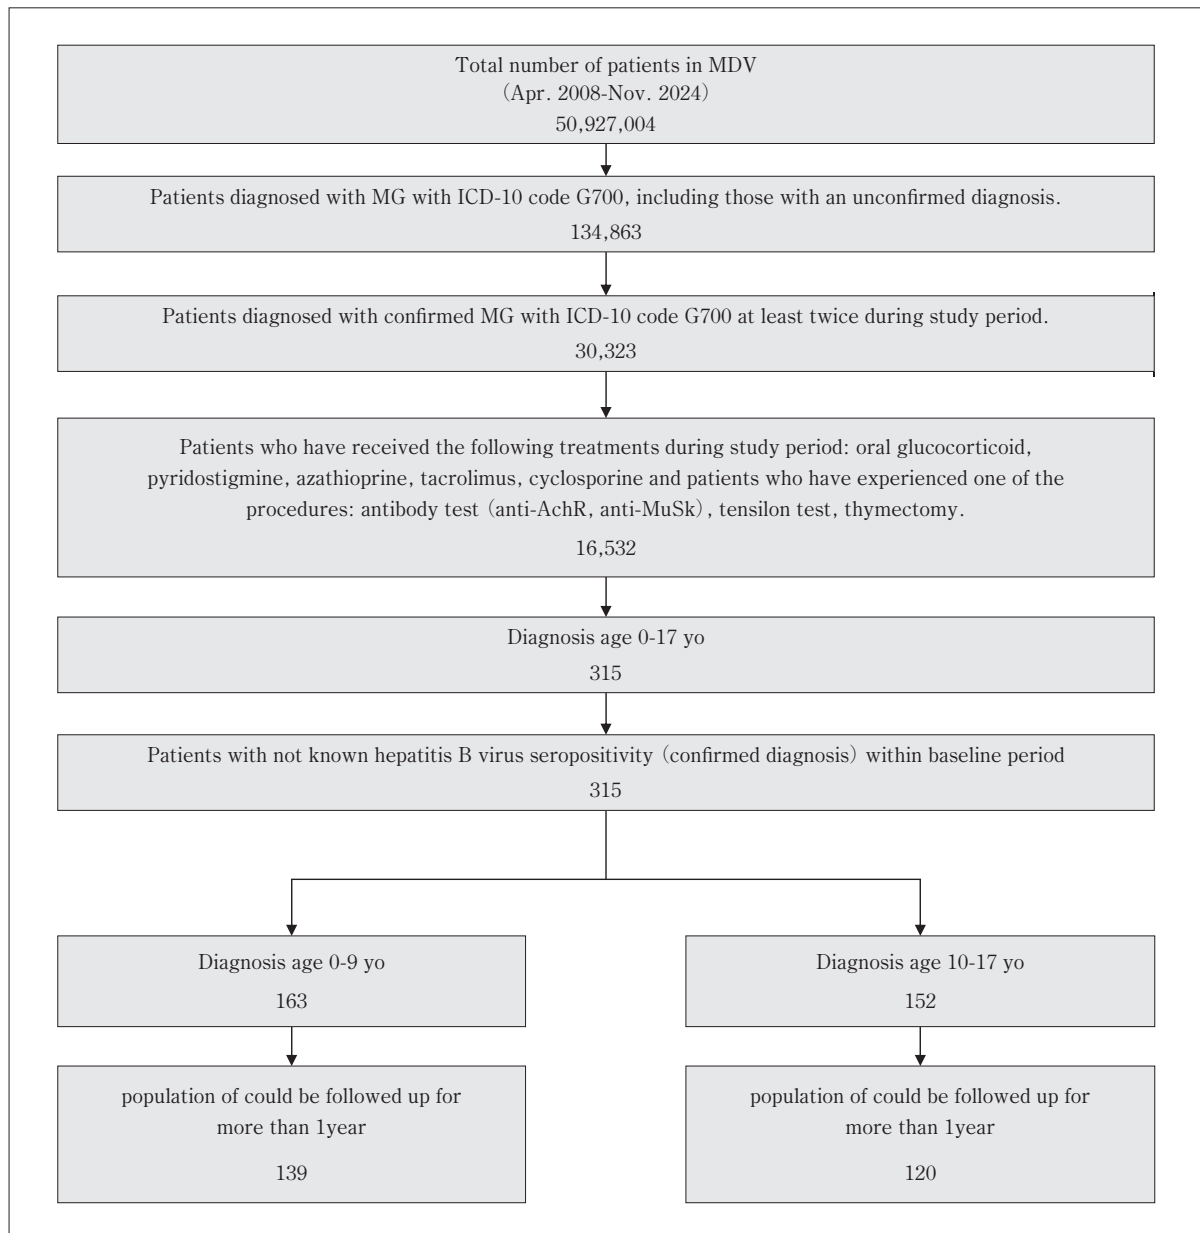 Total number of patients in MDV
(Apr. 2008-Nov. 2024)
50,927,004
Patients diagnosed with MG with ICD-10 code G700, including those with an unconfirmed diagnosis.
134,863
Patients diagnosed with confirmed MG with ICD-10 code G700 at least twice during study period.
30,323
Patients who have received the following treatments during study period: oral glucocorticoid,
pyridostigmine, azathioprine, tacrolimus, cyclosporine and patients who have experienced one of the
procedures: antibody test (anti-AchR, anti-MuSk), tensilon test, thymectomy.
16,532
Diagnosis age 0-17 yo
315
Patients with not known hepatitis B virus seropositivity (confirmed diagnosis) within baseline period
315
Diagnosis age 0-9 yo
163
Diagnosis age 10-17 yo
152
population of could be followed up for
more than 1year
139
population of could be followed up for
more than 1year
120